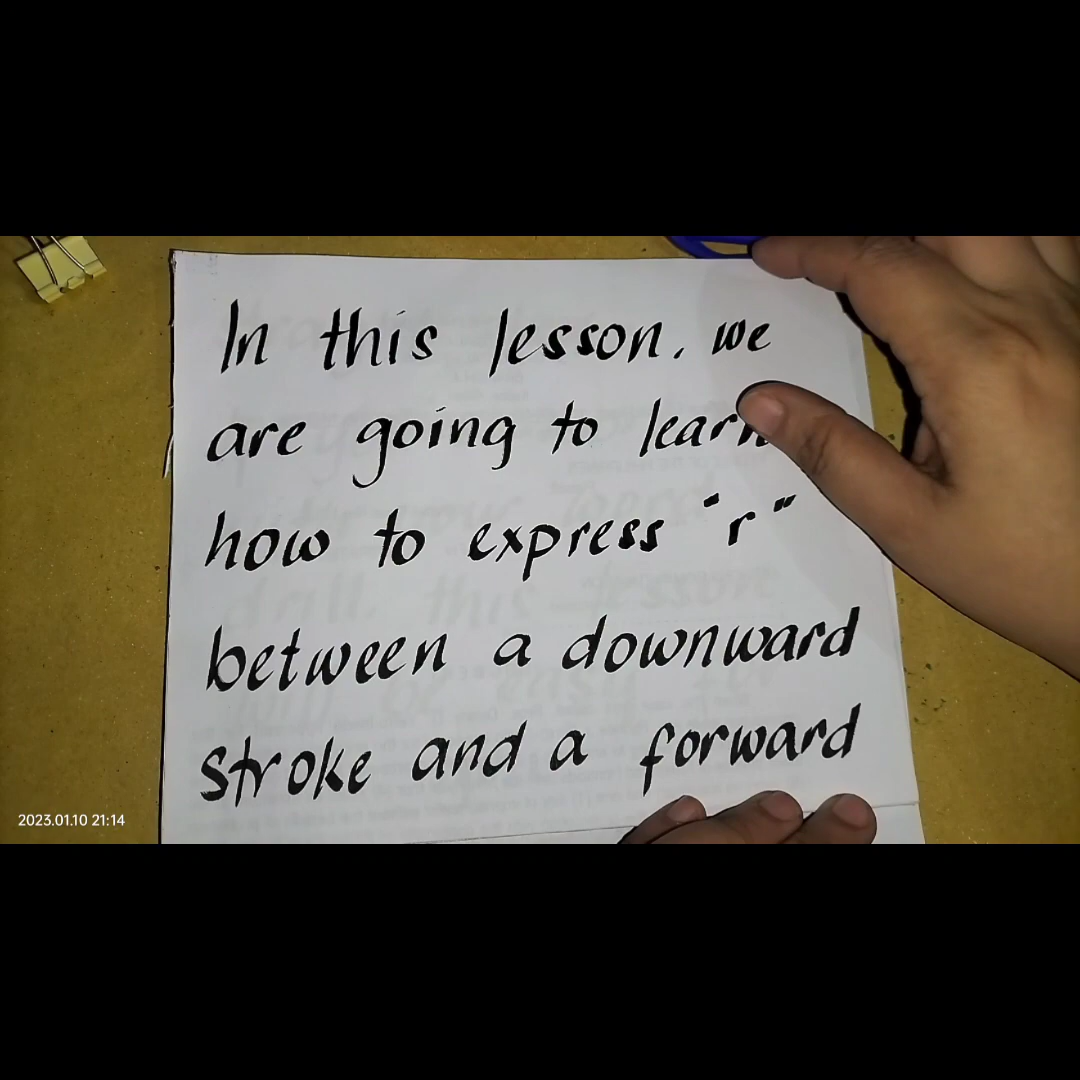 In this lesson, we
are going to learn
how to express "r"
between a downward
stroke and a forward
2023.01.10 21:14